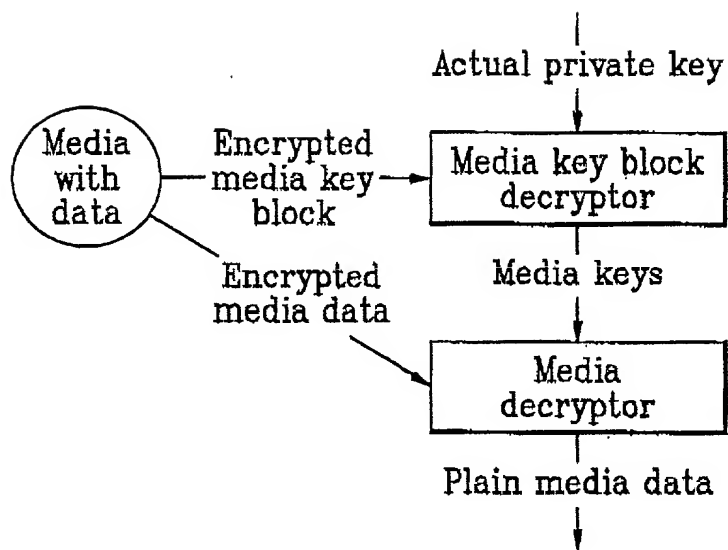 Actual private key
Media
with
data
Encrypted
media key
block
Media key block
decryptor
Encrypted
media data
Media keys
Media
decryptor
Plain media data